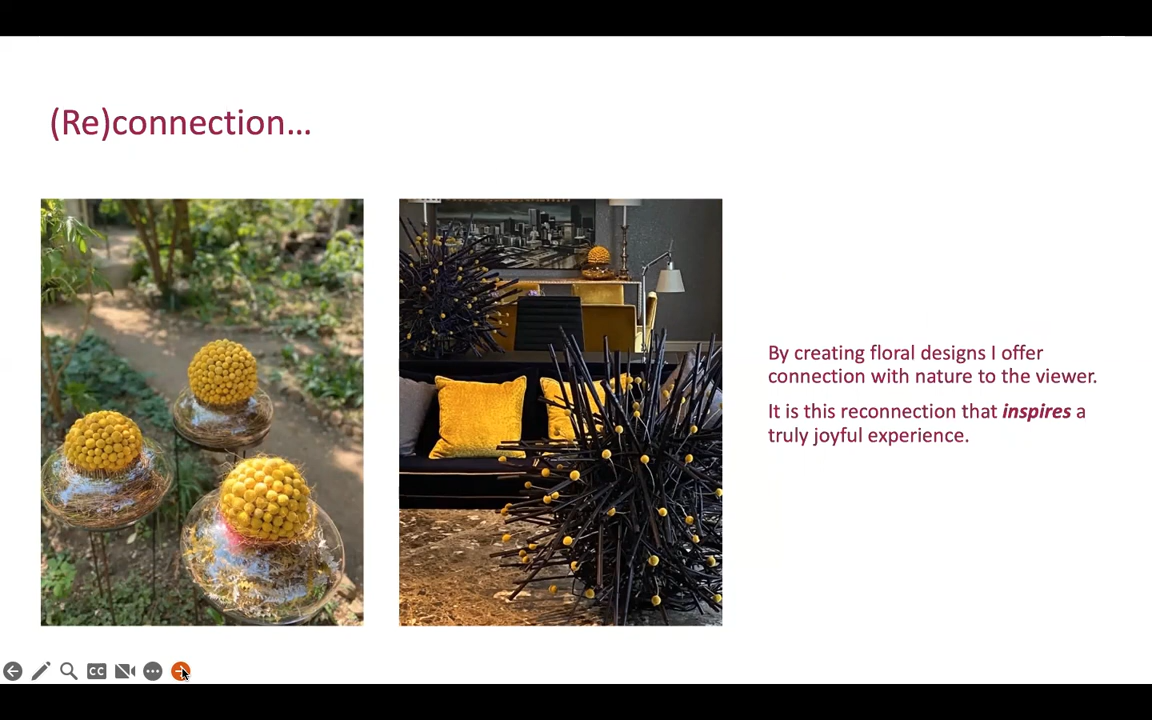 (Re)connection...
By creating floral designs I offer
connection with nature to the viewer.
It is this reconnection that inspires a
truly joyful experience.
CC